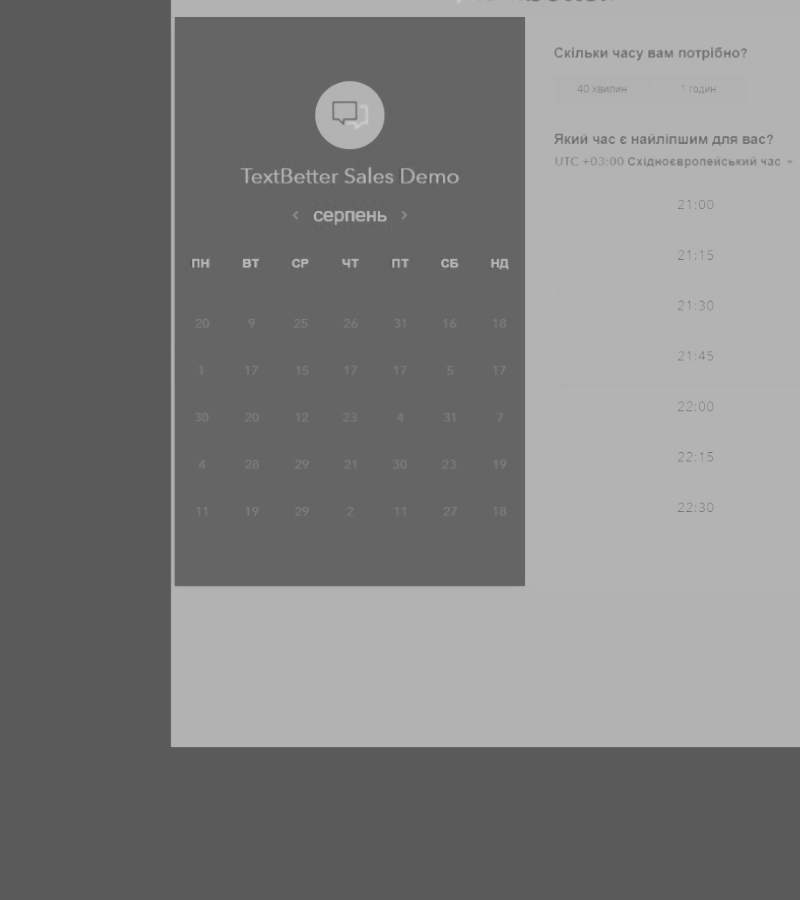 TextBetter Sales Demo
‹ серпень ›
ПН ВТ СР ЧТ ПТ СБ НД
20 9 25 26 31 16 18
1 17 15 17 17 5 17
30 20 12 23 4 31 7
4 28 29 21 30 23 19
11 19 29 2 11 27 18
Скільки часу вам потрібно?
40 хвилин 1 годин
Який час є найліпшим для вас?
UTC +03:00 Східноєвропейський час
21:00
21:15
21:30
21:45
22:00
22:15
22:30